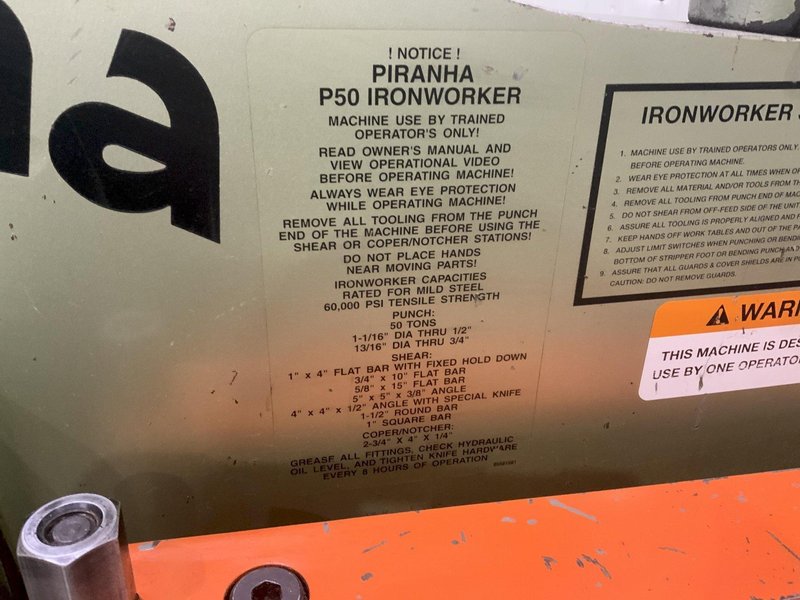 na
! NOTICE !
PIRANHA
P50 IRONWORKER
MACHINE USE BY TRAINED
OPERATOR'S ONLY!
READ OWNER'S MANUAL AND
VIEW OPERATIONAL VIDEO
BEFORE OPERATING MACHINE!
ALWAYS WEAR EYE PROTECTION
WHILE OPERATING MACHINE!
REMOVE ALL TOOLING FROM THE PUNCH
END OF THE MACHINE BEFORE USING THE
SHEAR OR COPER/NOTCHER STATIONS!
DO NOT PLACE HANDS
NEAR MOVING PARTS!
IRONWORKER CAPACITIES
RATED FOR MILD STEEL
60,000 PSI TENSILE STRENGTH
PUNCH:
50 TONS
1-1/16" DIA THRU 1/2"
13/16" DIA THRU 3/4"
SHEAR:
1" x 4" FLAT BAR WITH FIXED HOLD DOWN
3/4" x 10" FLAT BAR
5/8" x 15" FLAT BAR
5" x 5" x 3/8" ANGLE
4" x 4" x 1/2" ANGLE WITH SPECIAL KNIFE
1-1/2" ROUND BAR
1" SQUARE BAR
COPER/NOTCHER:
2-3/4" X 4" X 1/4"
GREASE ALL FITTINGS, CHECK HYDRAULIC
OIL LEVEL, AND TIGHTEN KNIFE HARDWARE
EVERY 8 HOURS OF OPERATION
IRONWORKER
1. MACHINE USE BY TRAINED OPERATORS ONLY.
BEFORE OPERATING MACHINE.
2. WEAR EYE PROTECTION AT ALL TIMES WHEN
3. REMOVE ALL MATERIAL AND/OR TOOLS FROM
4. REMOVE ALL TOOLING FROM PUNCH END OF
5. DO NOT SHEAR FROM OFF-FEED SIDE OF THE UNIT
6. ASSURE ALL TOOLING IS PROPERLY ALIGNED AND
7. KEEP HANDS OFF WORK TABLES AND OUT OF THE
8. ADJUST LIMIT SWITCHES WHEN PUNCHING OR
BOTTOM OF STRIPPER FOOT OR BENDING PUNCH
9. ASSURE THAT ALL GUARDS & COVER SHIELDS ARE IN
CAUTION: DO NOT REMOVE GUARDS.
WARN
THIS MACHINE IS DES
USE BY ONE OPERATO